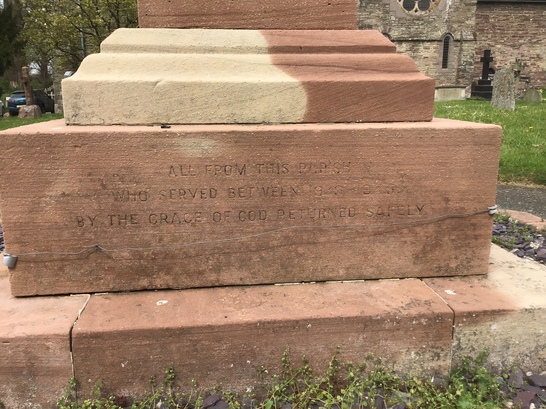 ALL FROM THIS PARISH
WHO SERVED BETWEEN
BY THE GRACE OF GOD RETURNED SAFELY